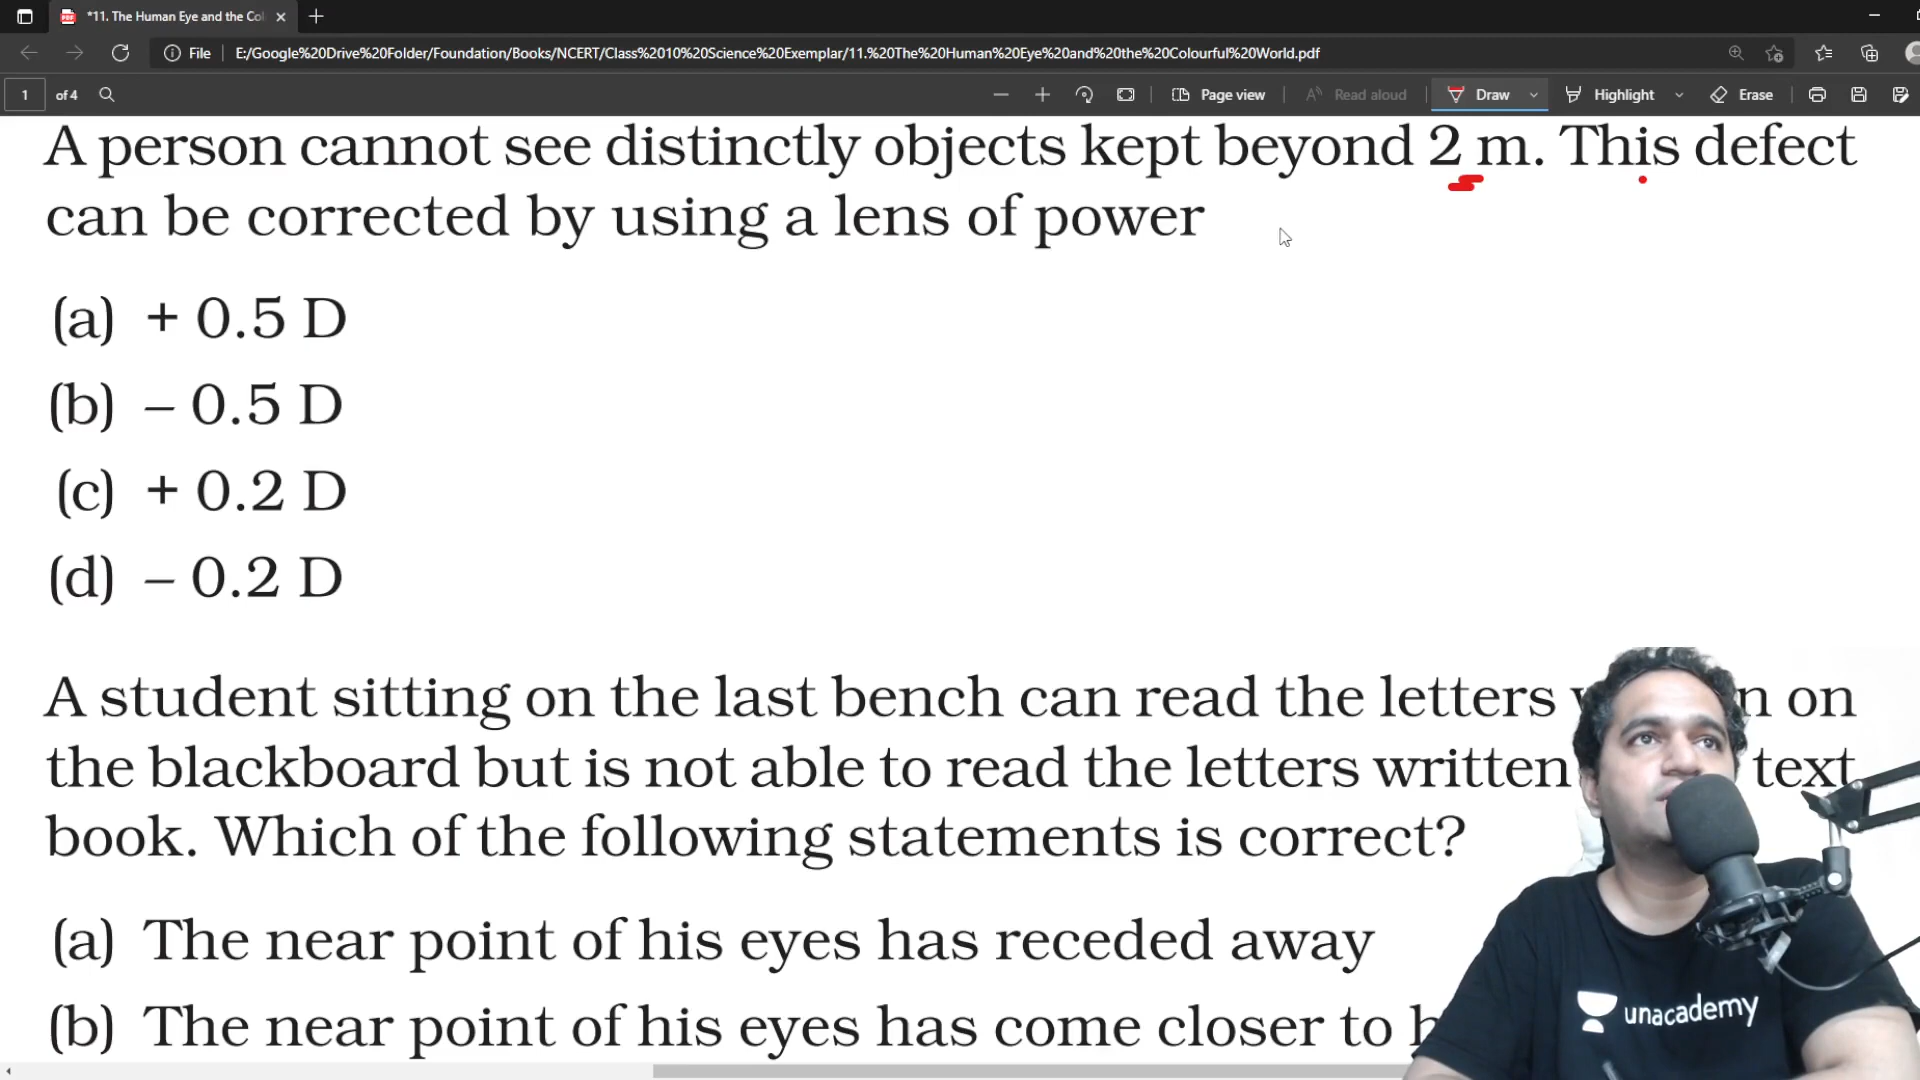 *11. The Human Eye and the Co
File E:/Google%20Drive%20Folder/Foundation/Books/NCERT/Class%2010%20Science%20Exemplar/11.%20The%20Human%20Eye%20and%20the%20Colourful%20World.pdf
1 of 4 Page view Read aloud Draw Highlight Erase
A person cannot see distinctly objects kept beyond 2 m. This defect
can be corrected by using a lens of power
(a) + 0.5 D
(b) – 0.5 D
(c) + 0.2 D
(d) – 0.2 D
A student sitting on the last bench can read the letters on
the blackboard but is not able to read the letters written text
book. Which of the following statements is correct?
(a) The near point of his eyes has receded away
(b) The near point of his eyes has come closer to
unacademy